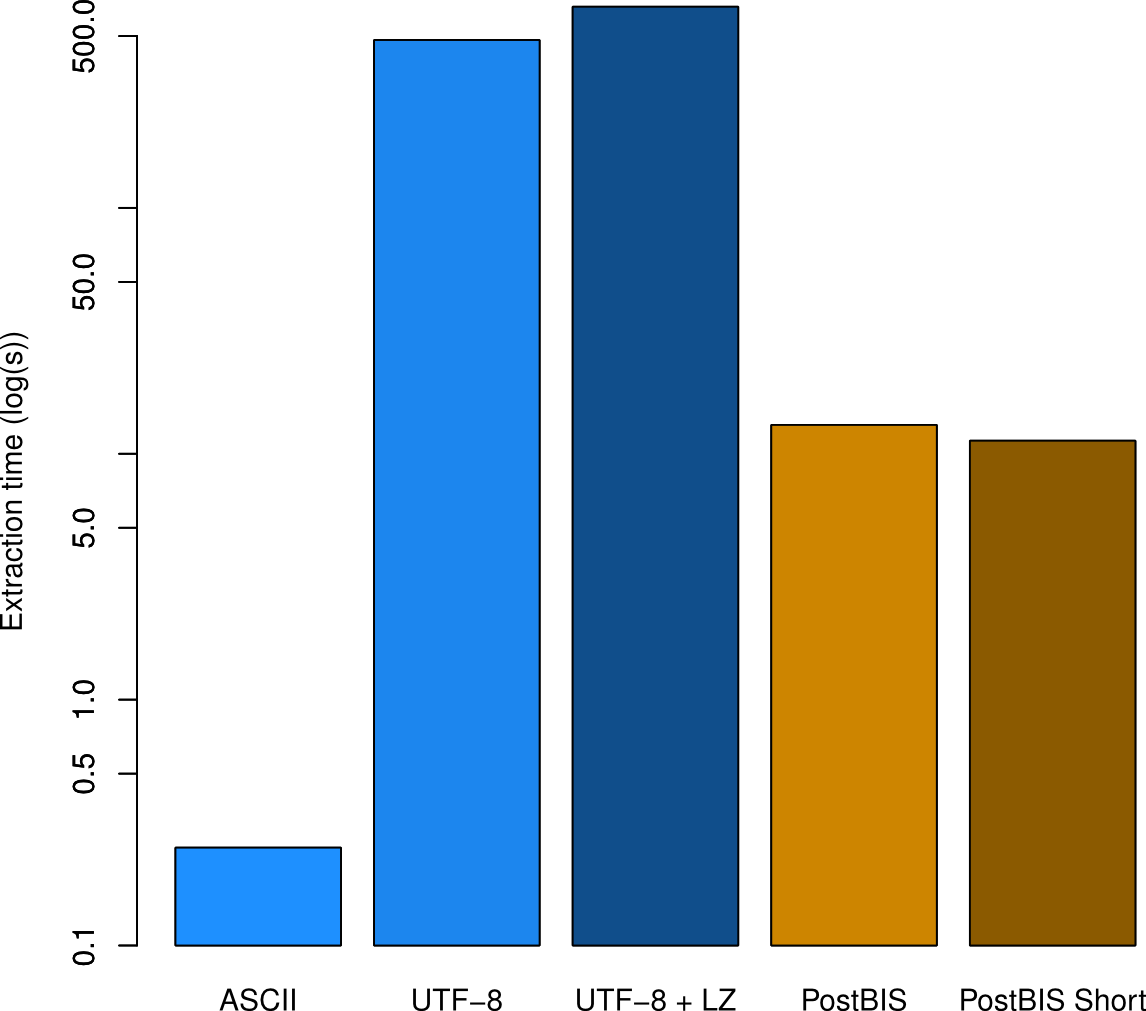 Extraction time (log(s))
500.0
50.0
5.0
1.0
0.5
0.1
ASCII
UTF−8
UTF−8 + LZ
PostBIS
PostBIS Short